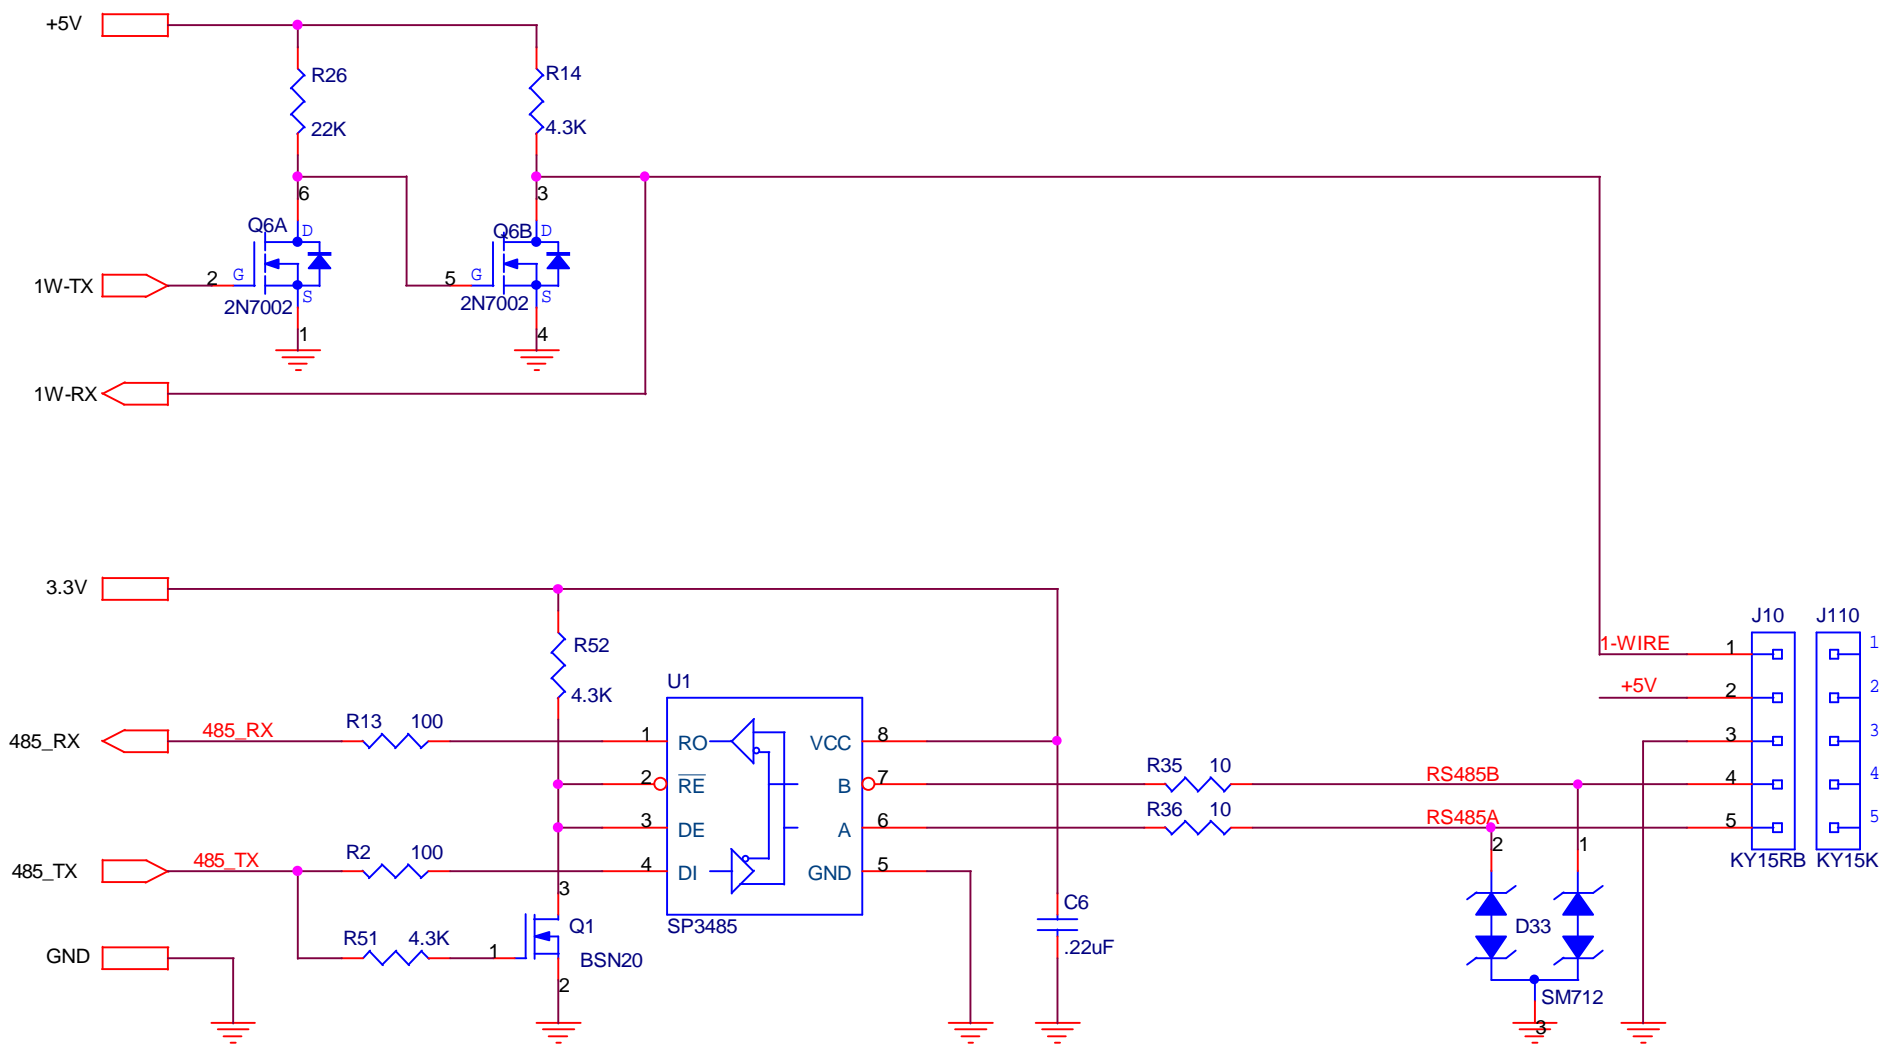 +5V
R26
22K
R14
4.3K
6
3
Q6A
D
Q6B
D
1W-TX
2
G
5
G
S
S
2N7002
2N7002
1
4
1W-RX
3.3V
R52
4.3K
U1
J10
J110
1-WIRE
1
1
+5V
2
2
485_RX
485_RX
R13
100
1
RO
VCC
8
3
3
2
RE
B
7
R35
10
RS485B
4
4
3
DE
A
6
R36
10
RS485A
5
5
485_TX
485_TX
R2
100
4
DI
GND
5
2
1
KY15RB
KY15K
3
SP3485
C6
.22uF
GND
R51
4.3K
1
Q1
BSN20
2
D33
SM712
3